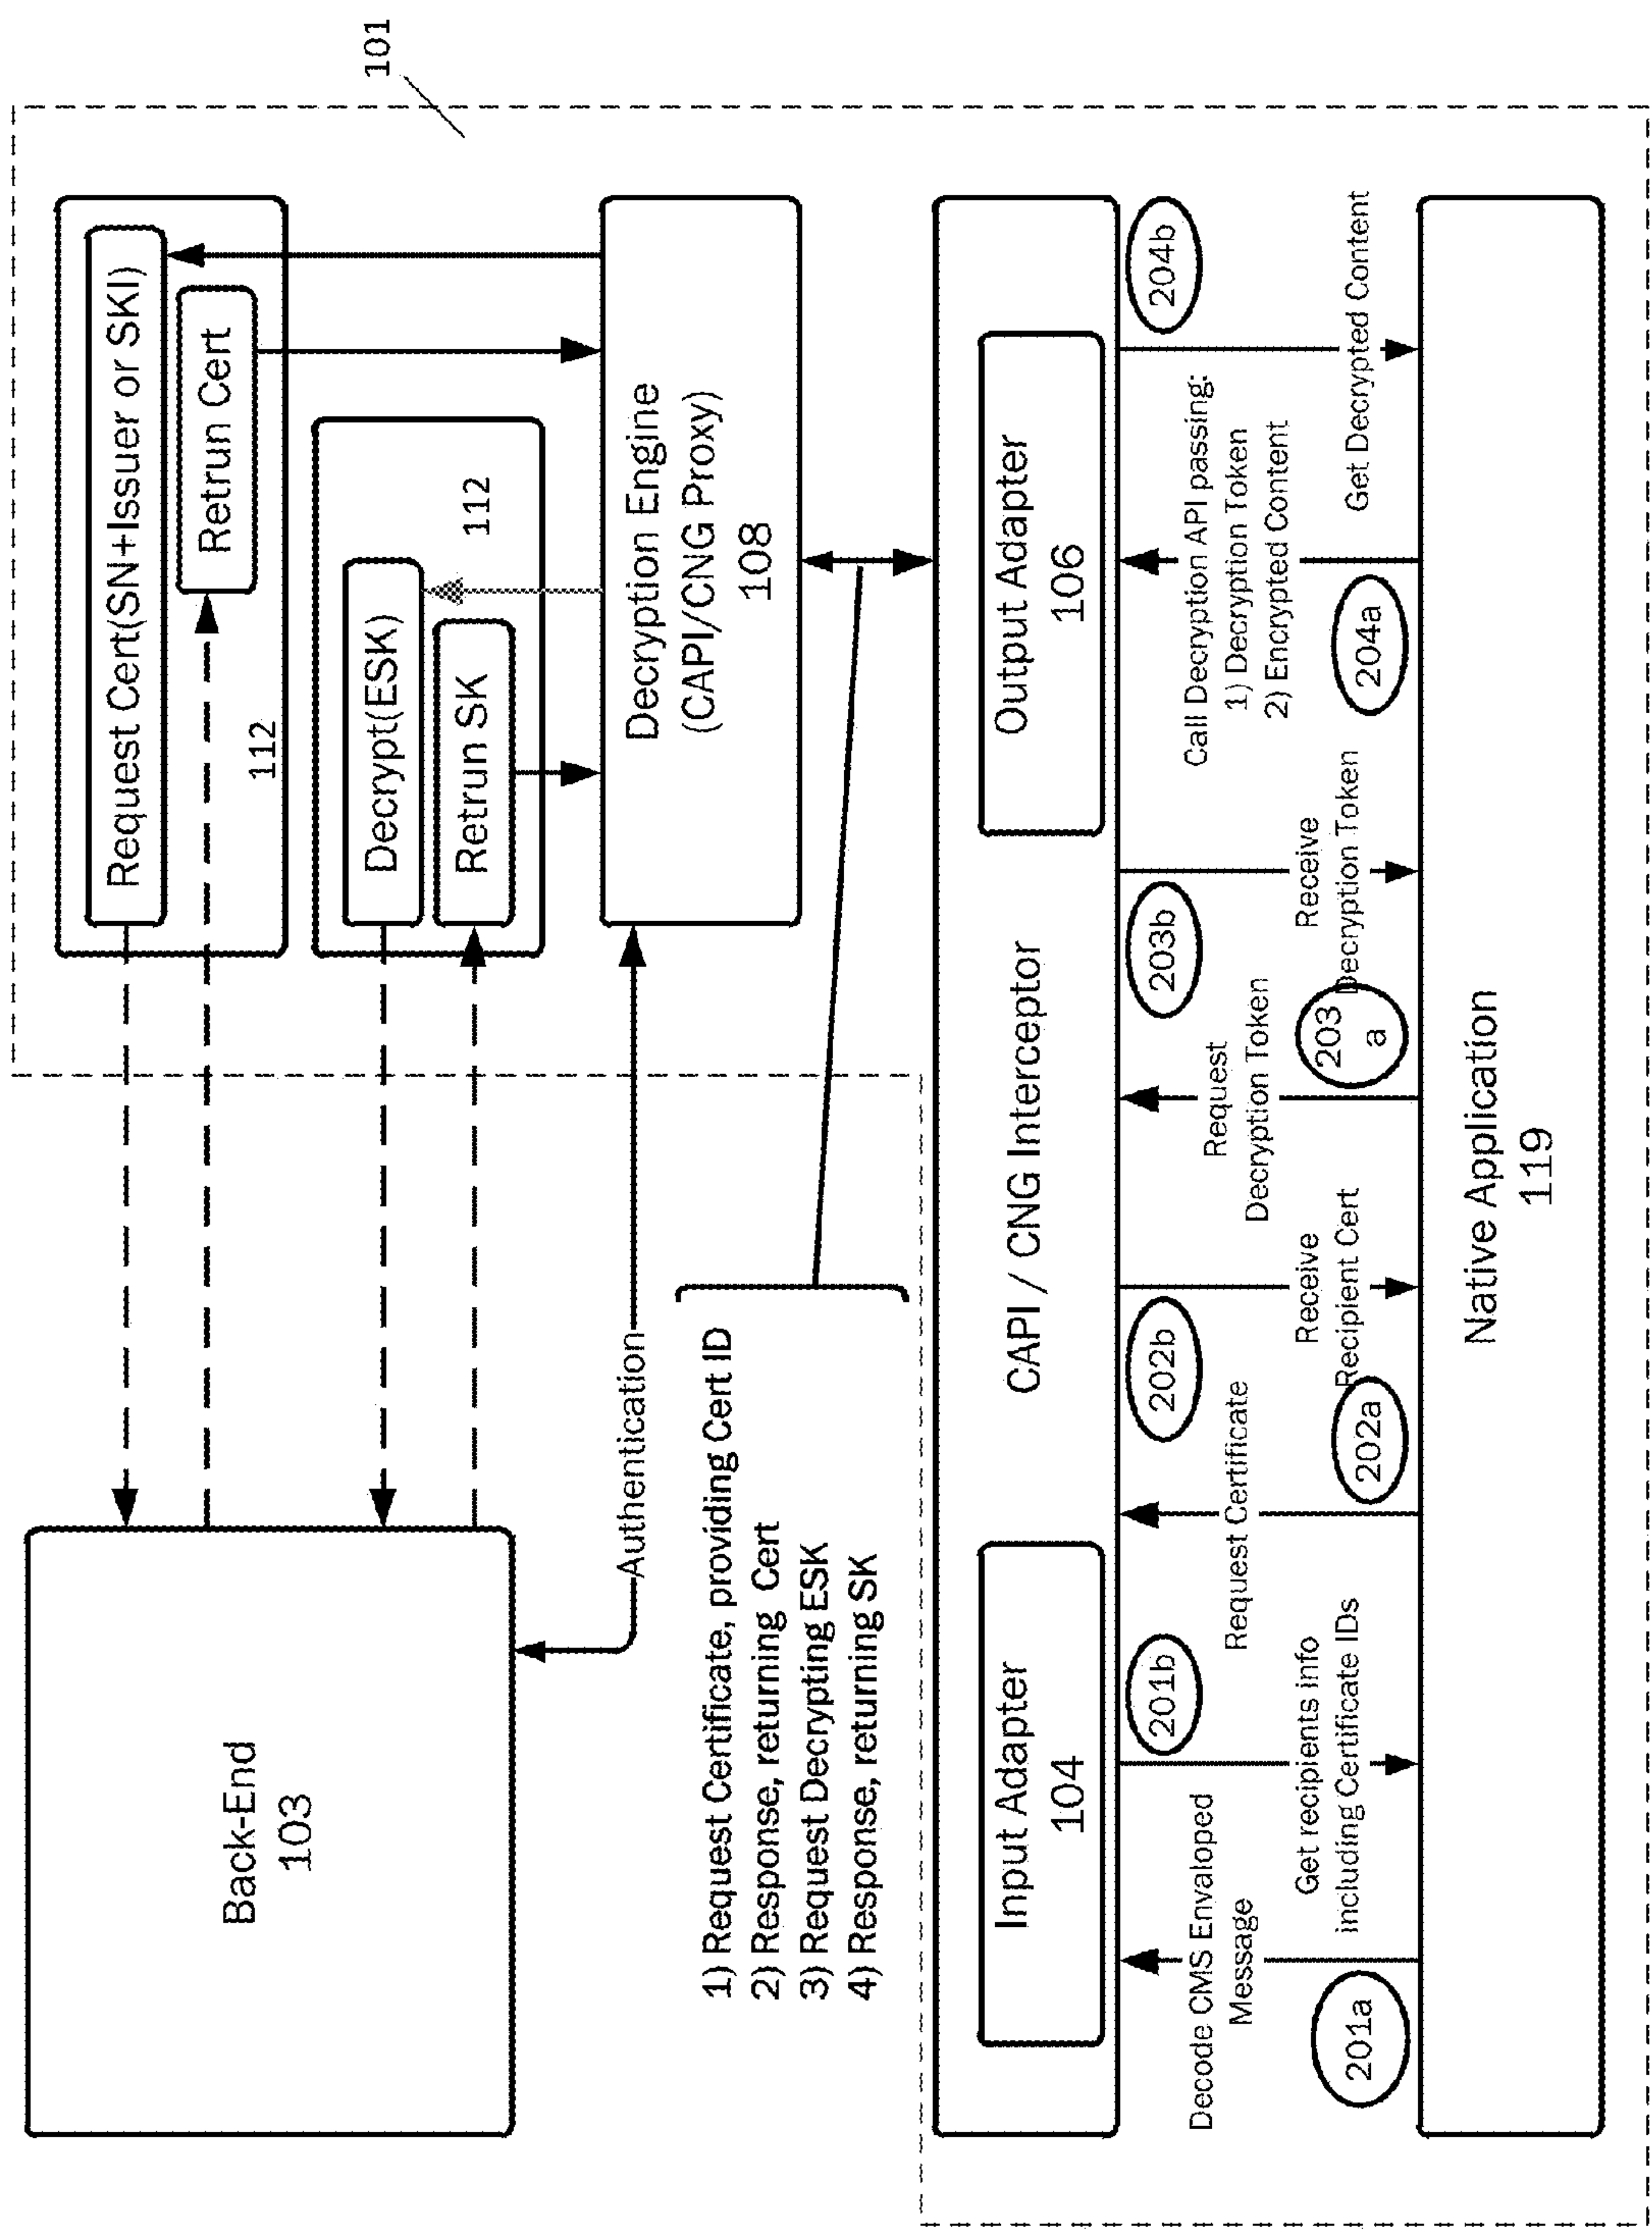 101
Back-End
103
Request Cert(SN+Issuer or SKI)
Retrun Cert
112
Decrypt(ESK)
Retrun SK
112
Authentication
Decryption Engine
(CAPI/CNG Proxy)
108
1) Request Certificate, providing Cert ID
2) Response, returning Cert
3) Request Decrypting ESK
4) Response, returning SK
Input Adapter
104
CAPI / CNG Interceptor
Output Adapter
106
Decode CMS Envaloped
Message
201a
201b
Get recipients info
including Certificate IDs
Request Certificate
202a
202b
Receive
Recipient Cert
Request
Decryption Token
203
a
203b
Receive
Decryption Token
Call Decryption API passing:
1) Decryption Token
2) Encrypted Content
204a
204b
Get Decrypted Content
Native Application
119